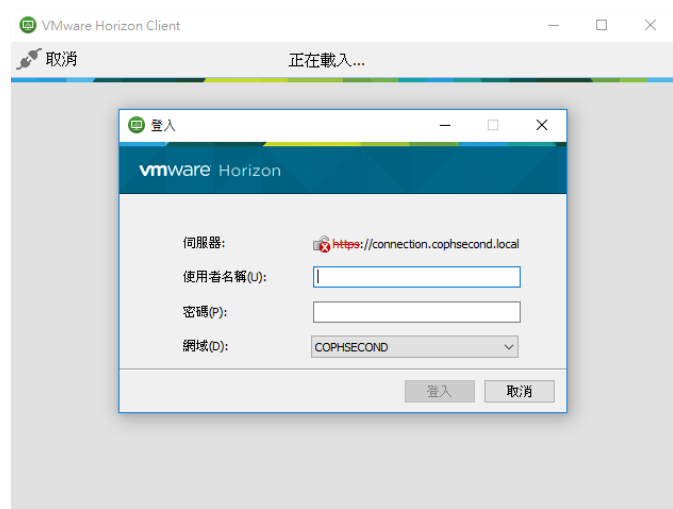 VMware Horizon Client
取消
正在載入...
登入
vmware Horizon
伺服器: https://connection.cophsecond.local
使用者名稱(U):
密碼(P):
網域(D): COPHSECOND
登入 取消